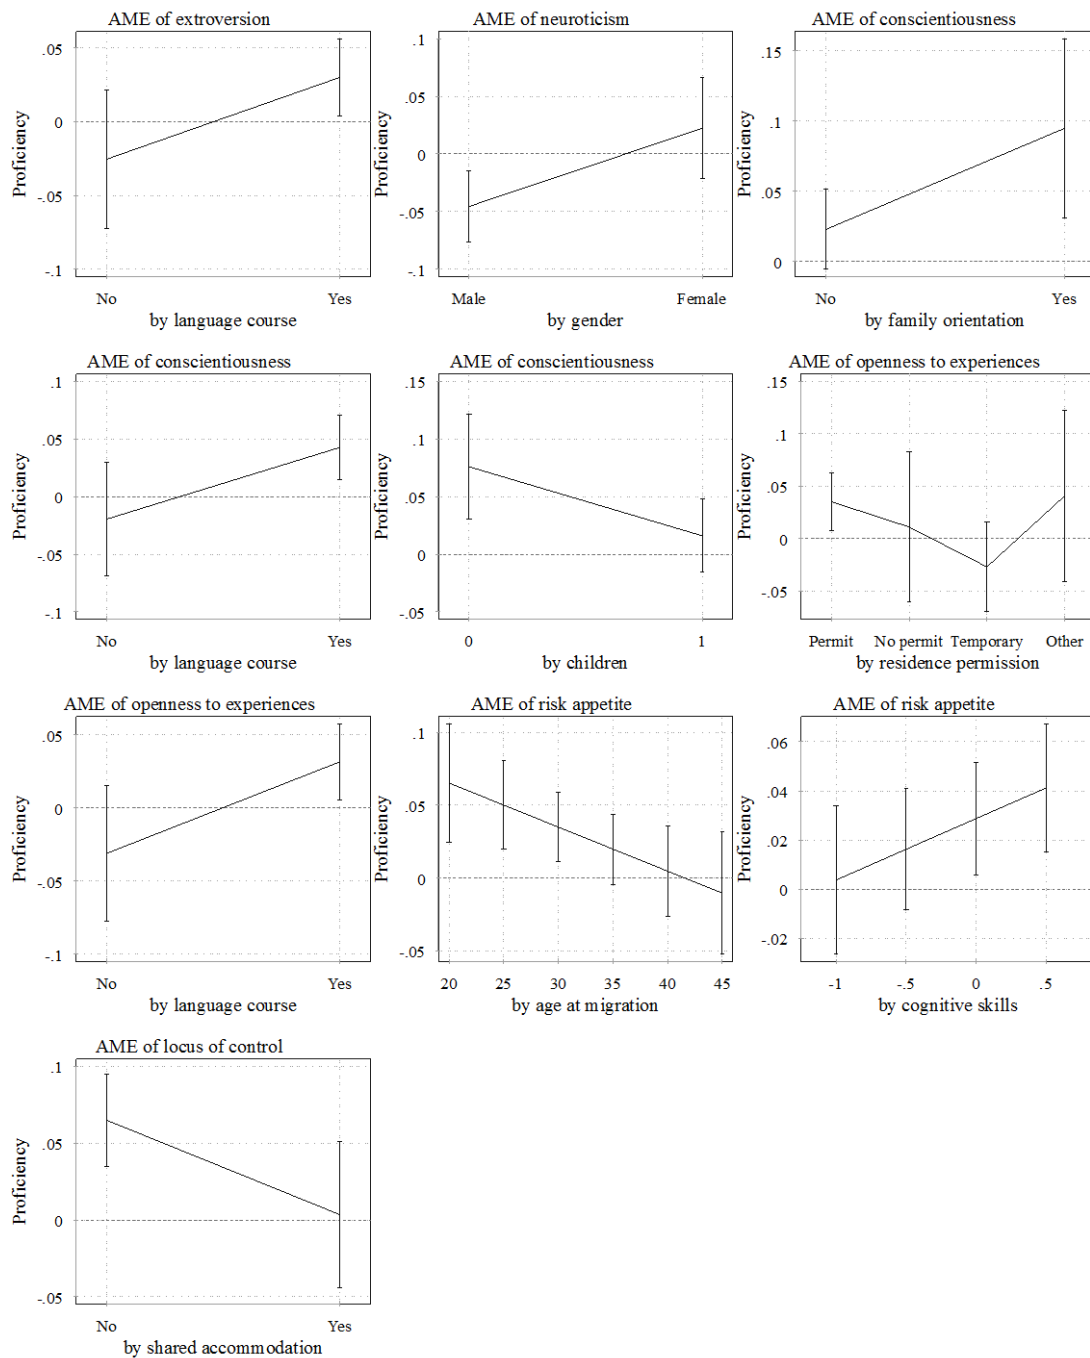 AME of extroversion
.05
0
-.05
-.1
Proficiency
No Yes
by language course
AME of neuroticism
.1
.05
0
-.05
-.1
Proficiency
Male Female
by gender
AME of conscientiousness
.15
.1
.05
0
Proficiency
No Yes
by family orientation
AME of conscientiousness
.1
.05
0
-.05
-.1
Proficiency
No Yes
by language course
AME of conscientiousness
.15
.1
.05
0
-.05
Proficiency
0 1
by children
AME of openness to experiences
.15
.1
.05
0
-.05
Proficiency
Permit No permit Temporary Other
by residence permission
AME of openness to experiences
.05
0
-.05
-.1
Proficiency
No Yes
by language course
AME of risk appetite
.1
.05
0
-.05
Proficiency
20 25 30 35 40 45
by age at migration
AME of risk appetite
.06
.04
.02
0
-.02
Proficiency
-1 -.5 0 .5
by cognitive skills
AME of locus of control
.1
.05
0
-.05
Proficiency
No Yes
by shared accommodation